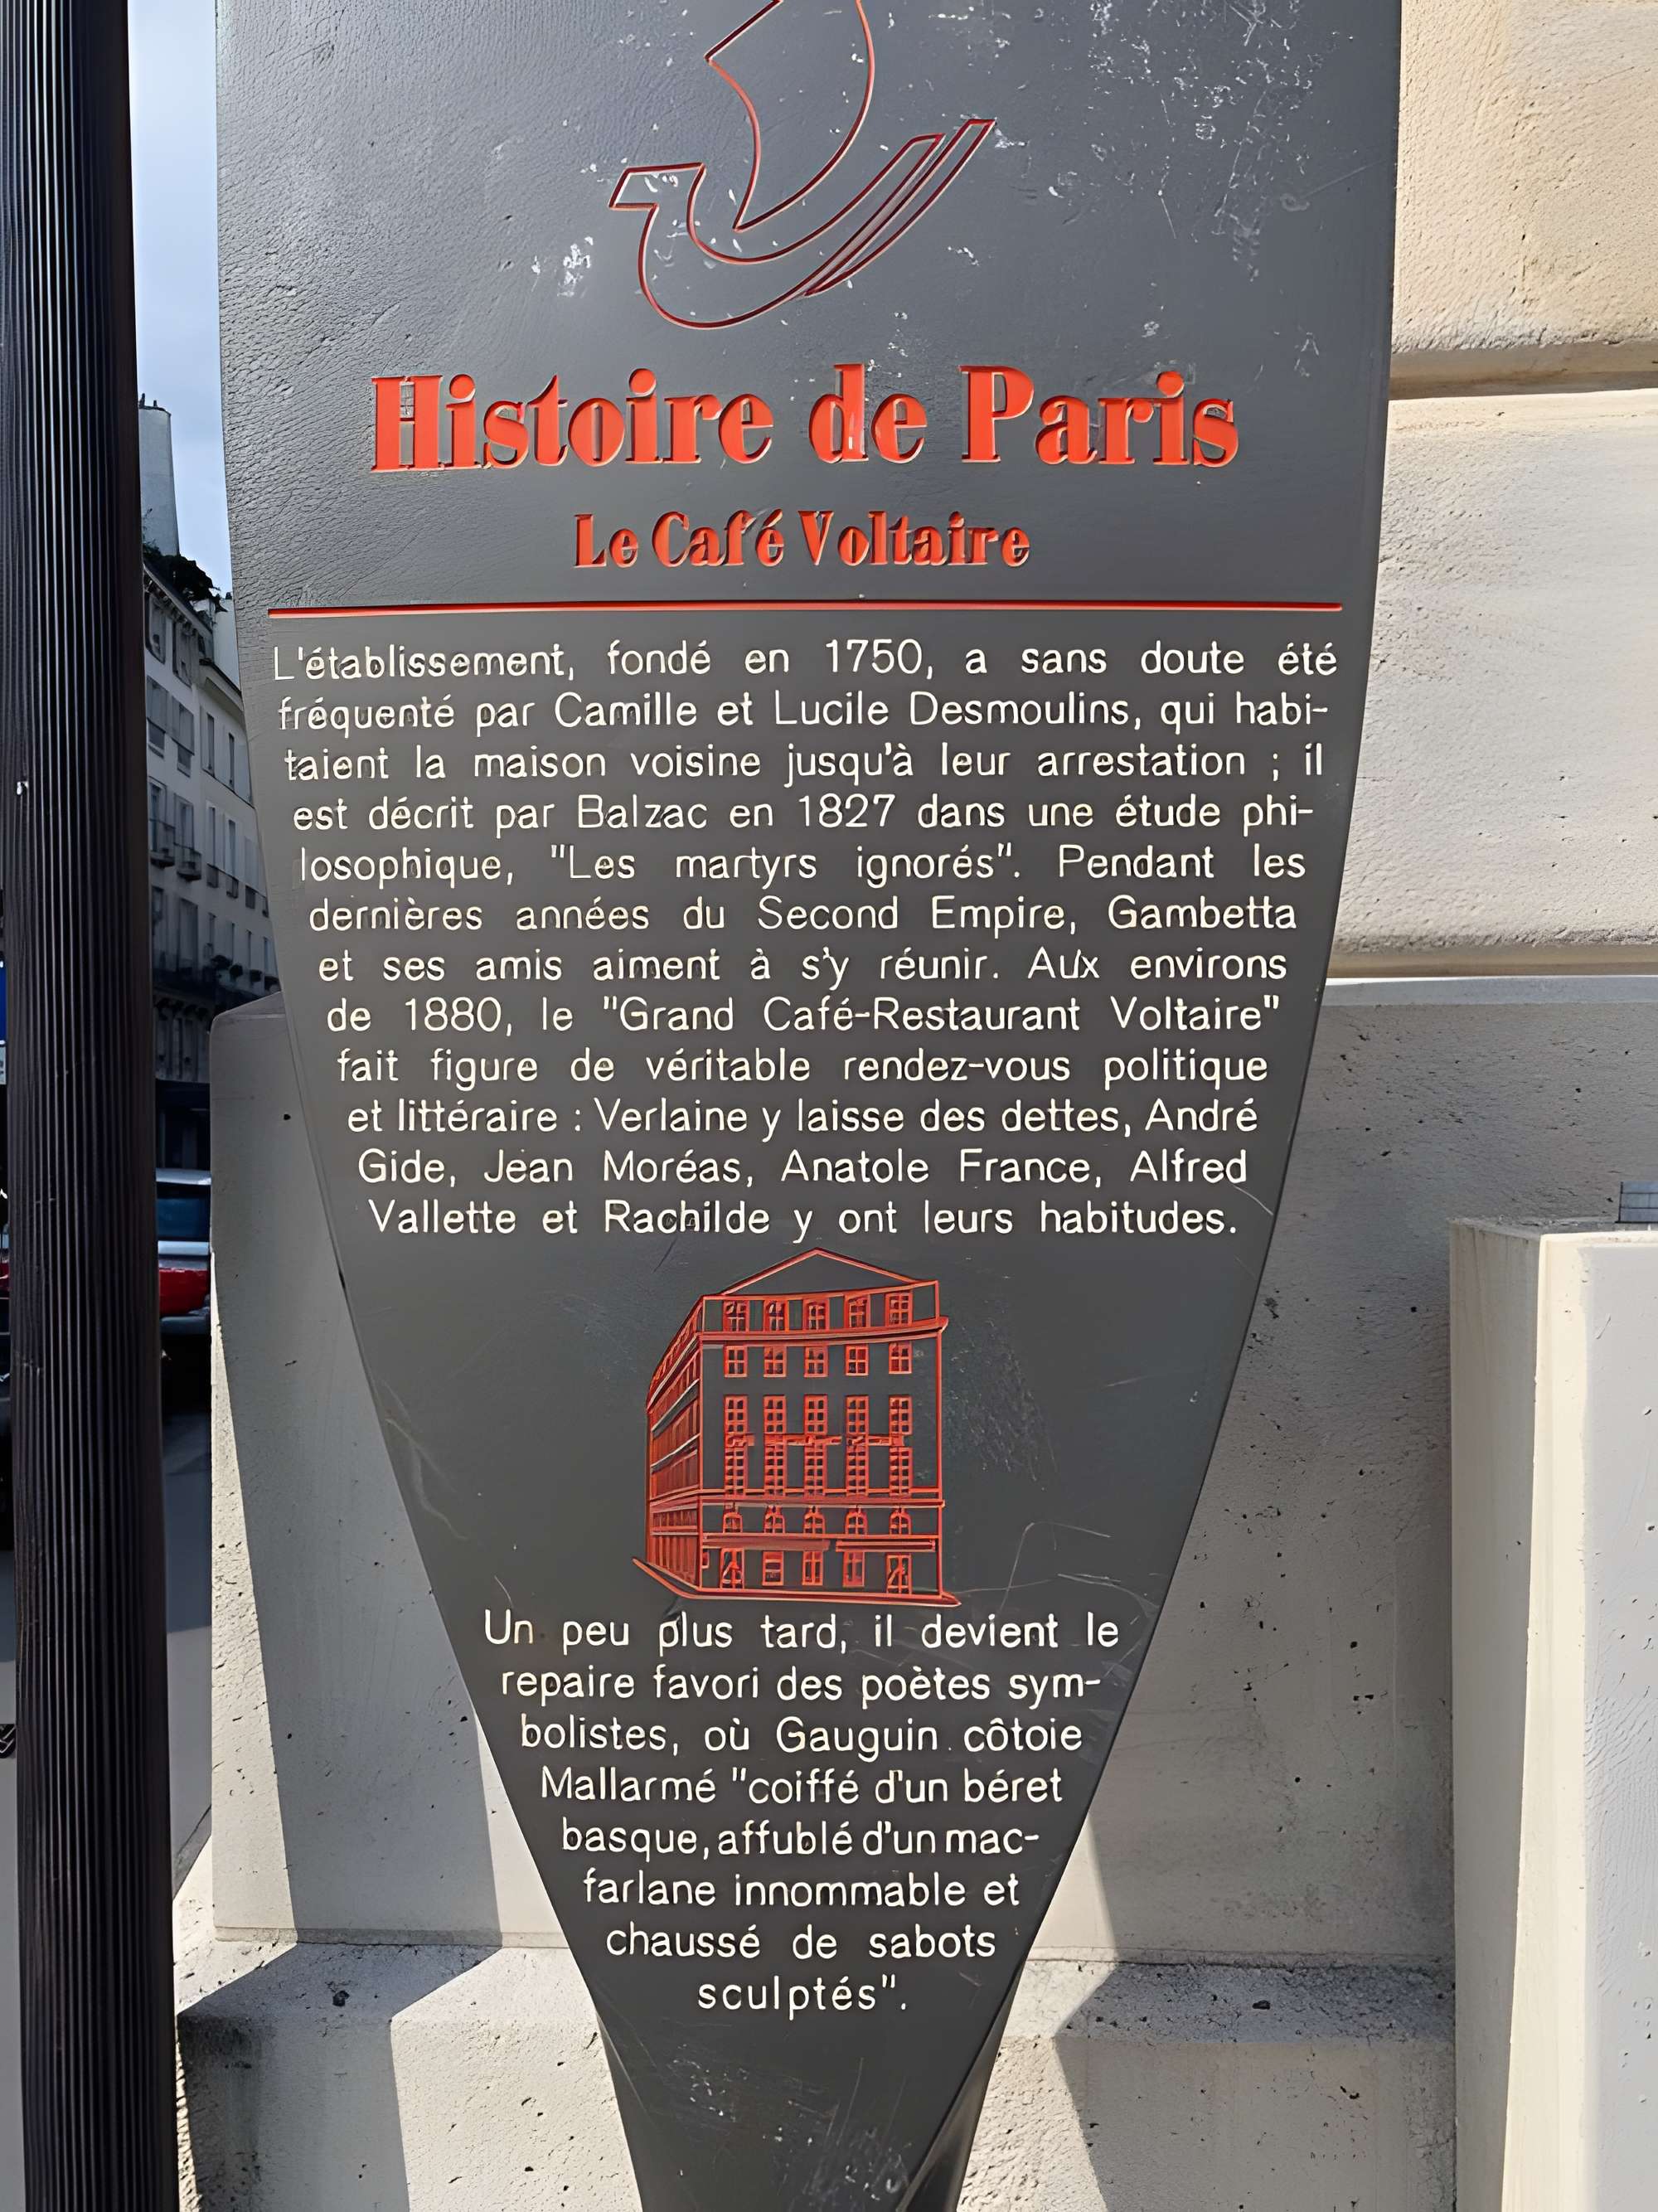 Histoire de Paris
Le Café Voltaire
L'établissement, fondé en 1750, a sans doute été
fréquenté par Camille et Lucile Desmoulins, qui habi-
taient la maison voisine jusqu'à leur arrestation ; il
est décrit par Balzac en 1827 dans une étude phi-
losophique, "Les martyrs ignorés". Pendant les
dernières années du Second Empire, Gambetta
et ses amis aiment à s'y réunir. Aux environs
de 1880, le "Grand Café-Restaurant Voltaire"
fait figure de véritable rendez-vous politique
et littéraire : Verlaine y laisse des dettes, André
Gide, Jean Moréas, Anatole France, Alfred
Vallette et Rachilde y ont leurs habitudes.
Un peu plus tard, il devient le
repaire favori des poètes sym-
bolistes, où Gauguin côtoie
Mallarmé "coiffé d'un béret
basque, affublé d'un mac-
farlane innommable et
chaussé de sabots
sculptés".